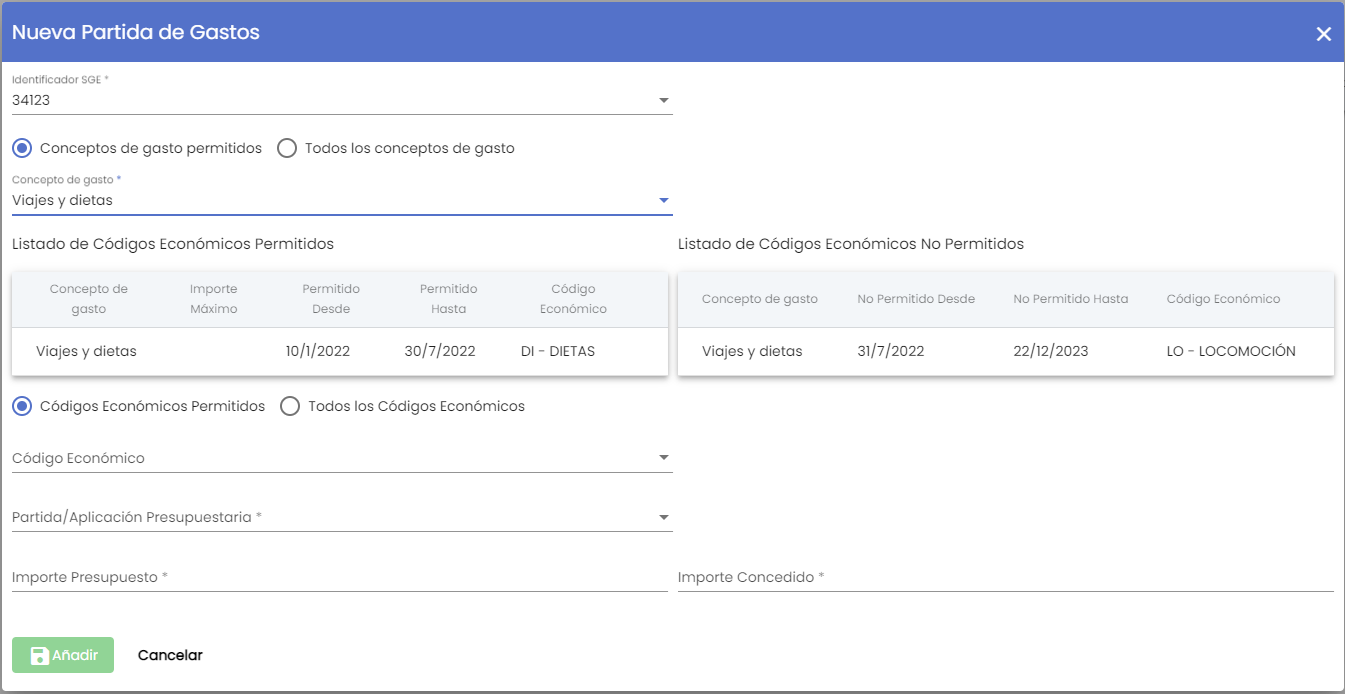 Nueva Partida de Gastos
Identificador SGE *
34123
Conceptos de gasto permitidos Todos los conceptos de gasto
Concepto de gasto *
Viajes y dietas
Listado de Códigos Económicos Permitidos
Concepto de gasto Importe Máximo Permitido Desde Permitido Hasta Código Económico
Viajes y dietas 10/1/2022 30/7/2022 DI - DIETAS
Listado de Códigos Económicos No Permitidos
Concepto de gasto No Permitido Desde No Permitido Hasta Código Económico
Viajes y dietas 31/7/2022 22/12/2023 LO - LOCOMOCIÓN
Códigos Económicos Permitidos Todos los Códigos Económicos
Código Económico
Partida/Aplicación Presupuestaria *
Importe Presupuesto * Importe Concedido *
Añadir Cancelar